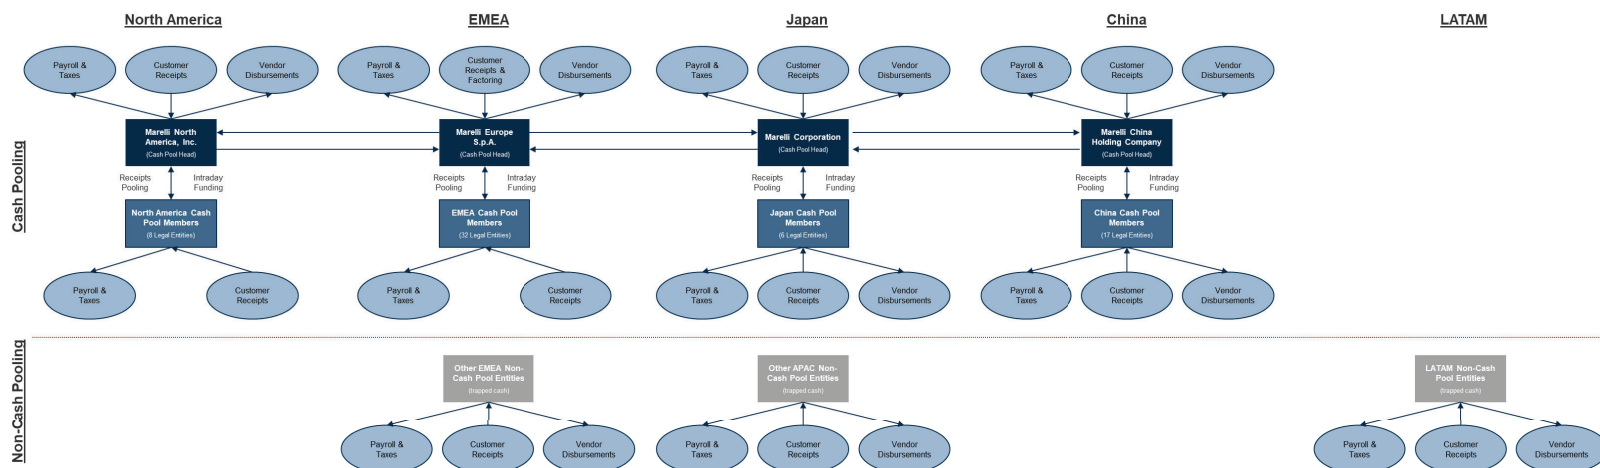 North America
EMEA
Japan
China
LATAM
Payroll &
Taxes
Customer
Receipts
Vendor
Disbursements
Payroll &
Taxes
Customer
Receipts &
Factoring
Vendor
Disbursements
Payroll &
Taxes
Customer
Receipts
Vendor
Disbursements
Payroll &
Taxes
Customer
Receipts
Vendor
Disbursements
Cash Pooling
Marelli North
America, Inc.
(Cash Pool Head)
Marelli Europe
S.p.A.
(Cash Pool Head)
Marelli Corporation
(Cash Pool Head)
Marelli China
Holding Company
(Cash Pool Head)
Receipts
Pooling
Intraday
Funding
Receipts
Pooling
Intraday
Funding
Receipts
Pooling
Intraday
Funding
Receipts
Pooling
Intraday
Funding
North America Cash
Pool Members
(8 Legal Entities)
EMEA Cash Pool
Members
(32 Legal Entities)
Japan Cash Pool
Members
(6 Legal Entities)
China Cash Pool
Members
(17 Legal Entities)
Payroll &
Taxes
Customer
Receipts
Payroll &
Taxes
Customer
Receipts
Payroll &
Taxes
Customer
Receipts
Vendor
Disbursements
Payroll &
Taxes
Customer
Receipts
Vendor
Disbursements
Non-Cash Pooling
Other EMEA Non-
Cash Pool Entities
(trapped cash)
Other APAC Non-
Cash Pool Entities
(trapped cash)
LATAM Non-Cash
Pool Entities
(trapped cash)
Payroll &
Taxes
Customer
Receipts
Vendor
Disbursements
Payroll &
Taxes
Customer
Receipts
Vendor
Disbursements
Payroll &
Taxes
Customer
Receipts
Vendor
Disbursements